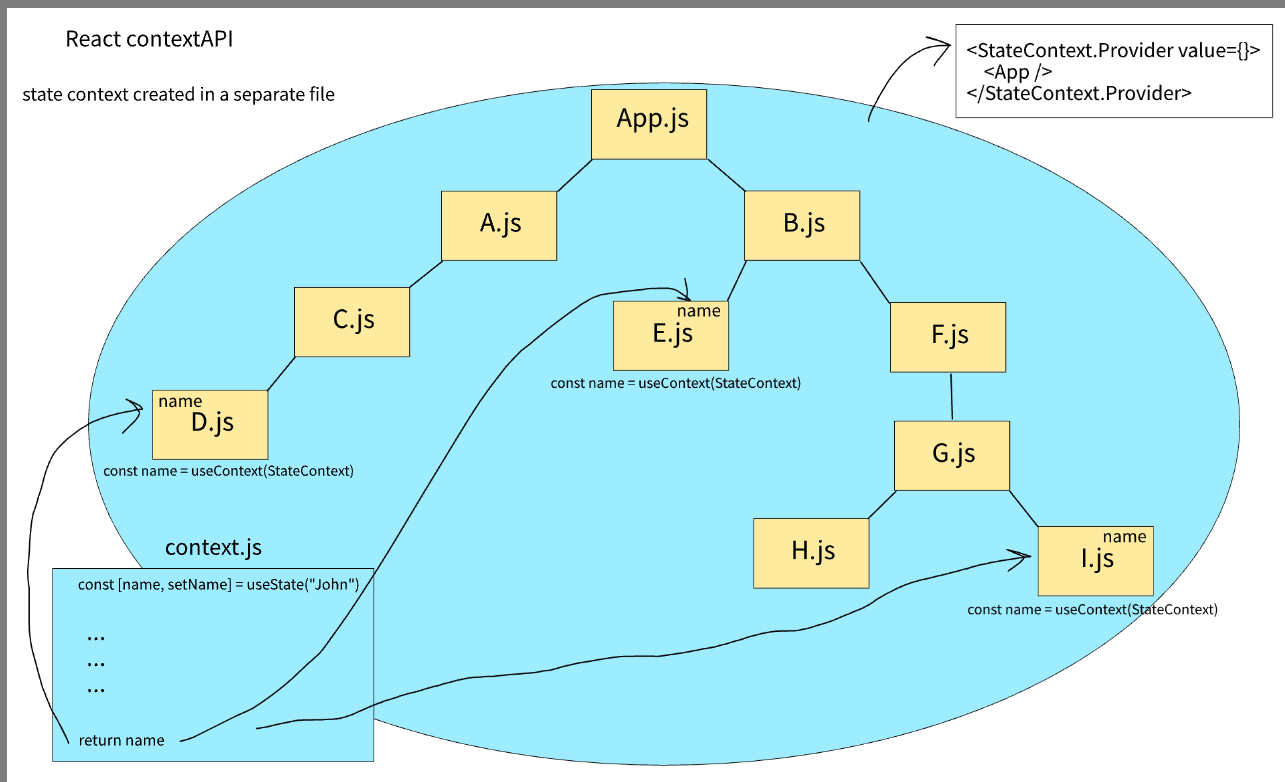 React contextAPI
state context created in a separate file
<StateContext.Provider value={}>
<App />
</StateContext.Provider>
App.js
A.js
B.js
C.js
name
E.js
const name = useContext(StateContext)
F.js
name
D.js
const name = useContext(StateContext)
G.js
H.js
name
I.js
const name = useContext(StateContext)
context.js
const [name, setName] = useState("John")
...
...
...
return name